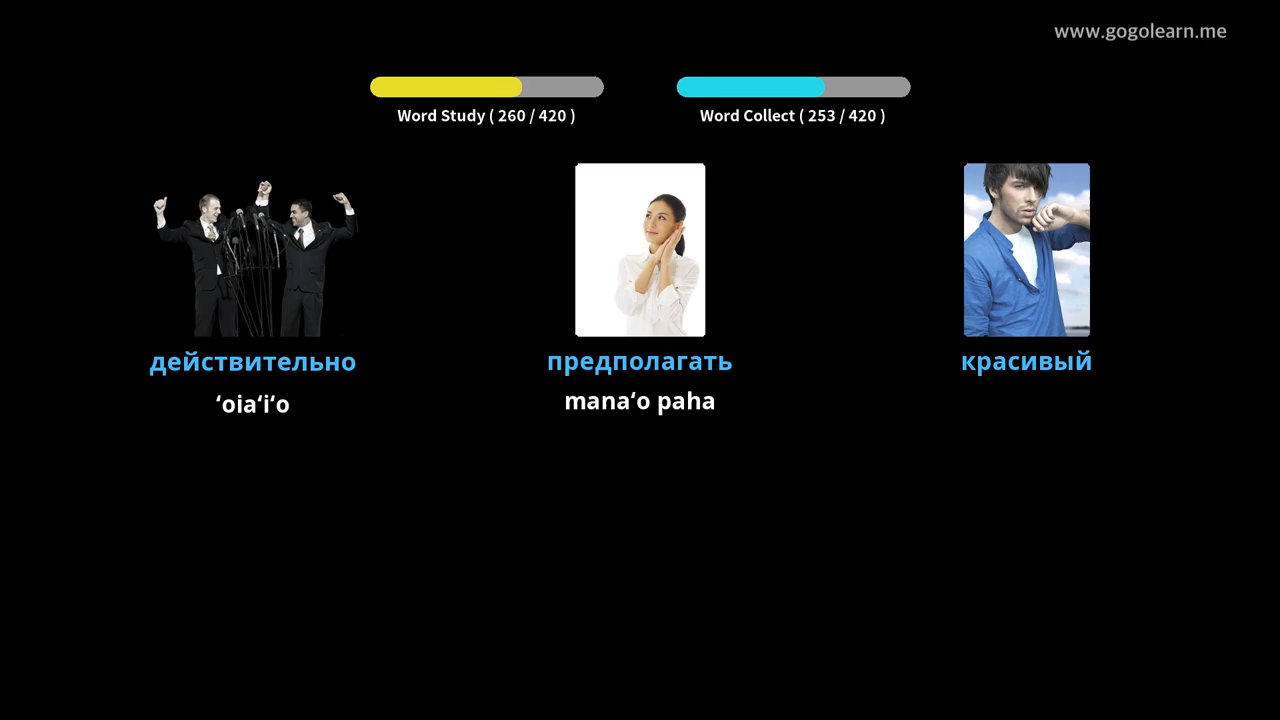 www.gogolearn.me
Word Study ( 260 / 420 )
Word Collect ( 253 / 420 )
действительно
предполагать
красивый
ʻoiaʻiʻo
manaʻo paha